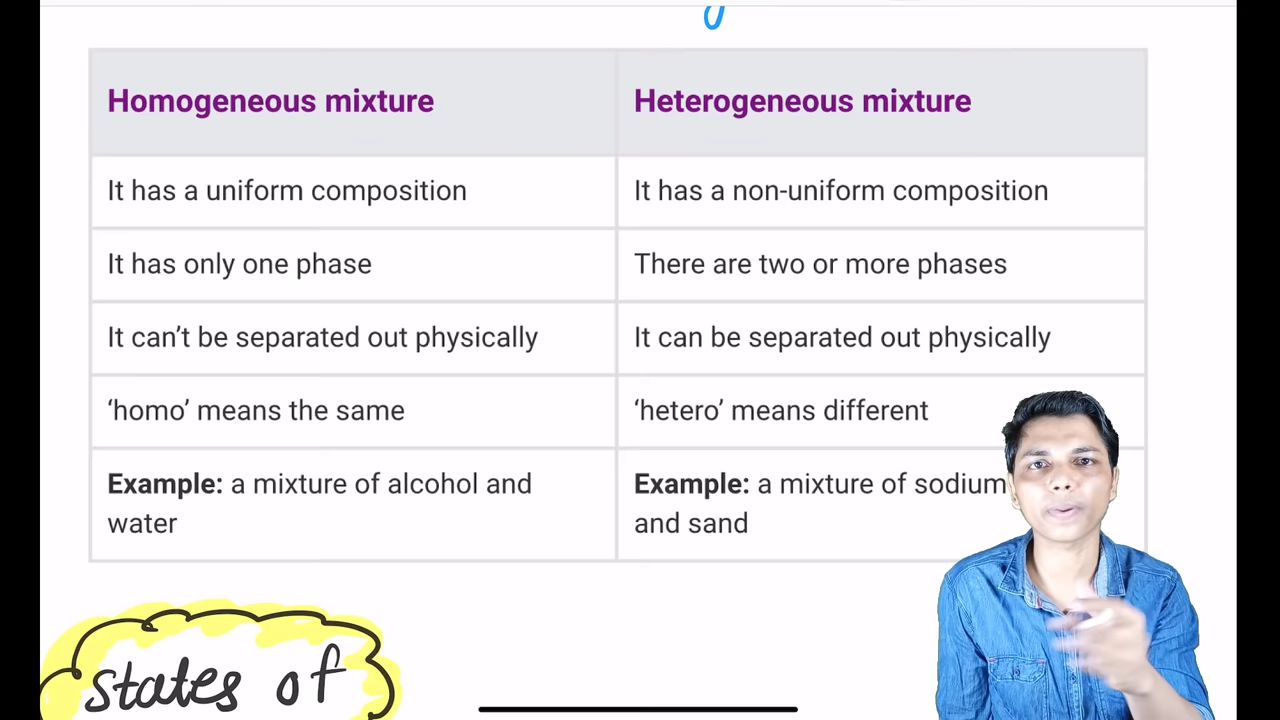 Homogeneous mixture
Heterogeneous mixture
It has a uniform composition
It has a non-uniform composition
It has only one phase
There are two or more phases
It can’t be separated out physically
It can be separated out physically
‘homo’ means the same
‘hetero’ means different
Example: a mixture of alcohol and
water
Example: a mixture of sodium
and sand
states of